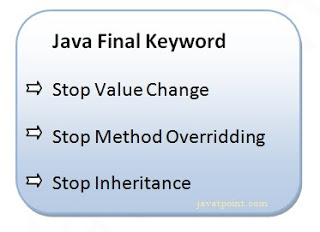 Java Final Keyword
Stop Value Change
Stop Method Overridding
Stop Inheritance
javatpoint.com